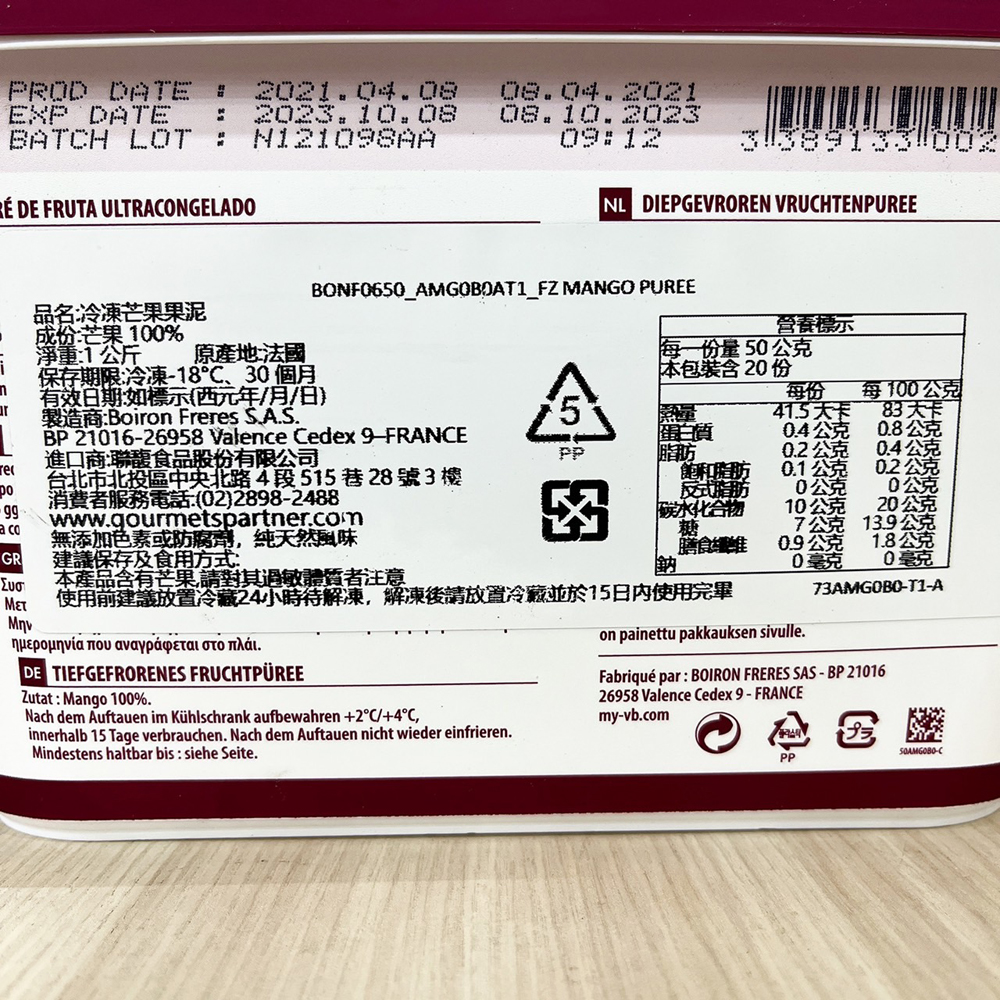 PROD DATE : 2021.04.08 08.04.2021
EXP DATE : 2023.10.08 08.10.2023
BATCH LOT : N121098AA 09:12
3 389133 002
RÉ DE FRUTA ULTRACONGELADO
NL DIEPGEVROREN VRUCHTENPUREE
BONF0650_AMG0B0AT1_FZ MANGO PUREE
品名:冷凍芒果果泥
成份:芒果 100%
淨重:1 公斤 原產地:法國
保存期限:冷凍-18°C、30 個月
有效日期:如標示(西元年/月/日)
製造商:Boiron Freres S.A.S.
BP 21016-26958 Valence Cedex 9–FRANCE
進口商:聯馥食品股份有限公司
台北市北投區中央北路 4 段 515 巷 28 號 3 樓
消費者服務電話:(02)2898-2488
www.gourmetspartner.com
無添加色素或防腐劑，純天然風味
建議保存及食用方式:
本產品含有芒果,請對其過敏體質者注意
使用前建議放置冷藏24小時待解凍，解凍後請放置冷藏並於15日內使用完畢
5
PP
營養標示
每一份量 50 公克
本包裝含 20 份
每份 每 100 公克
熱量 41.5 大卡 83 大卡
蛋白質 0.4 公克 0.8 公克
脂肪 0.2 公克 0.4 公克
飽和脂肪 0.1 公克 0.2 公克
反式脂肪 0 公克 0 公克
碳水化合物 10 公克 20 公克
糖 7 公克 13.9 公克
膳食纖維 0.9 公克 1.8 公克
鈉 0 毫克 0 毫克
73AMG0B0-T1-A
GR
Συσ
Μετ
Μην
ημερομηνία που αναγράφεται στο πλάι.
DE TIEFGEFRORENES FRUCHTPÜREE
Zutat : Mango 100%.
Nach dem Auftauen im Kühlschrank aufbewahren +2°C/+4°C,
innerhalb 15 Tage verbrauchen. Nach dem Auftauen nicht wieder einfrieren.
Mindestens haltbar bis : siehe Seite.
on painettu pakkauksen sivulle.
Fabriqué par : BOIRON FRERES SAS - BP 21016
26958 Valence Cedex 9 - FRANCE
my-vb.com
플라스틱
PP
プラ
50AMG0B0-C